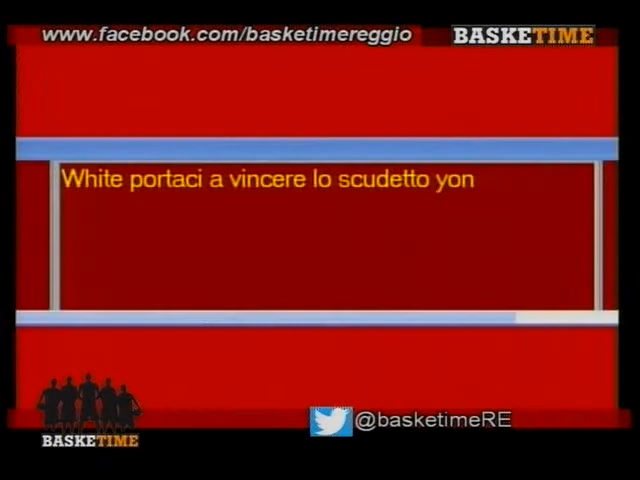 www.facebook.com/basketimereggio
BASKETIME
White portaci a vincere lo scudetto yon
BASKETIME
@basketimeRE